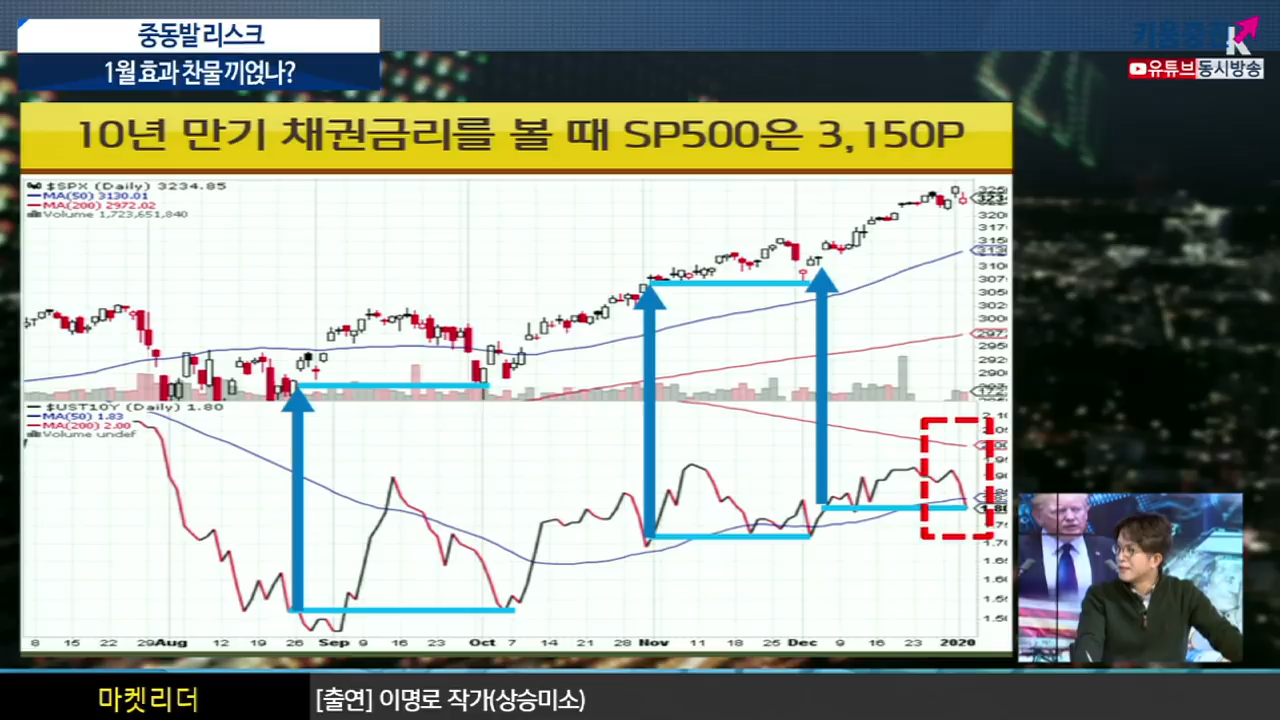 중동발 리스크
1월 효과 찬물 끼얹나?
키움증권
유튜브 동시방송
10년 만기 채권금리를 볼 때 SP500은 3,150P
$SPX (Daily) 3234.85
MA(50) 3130.01
MA(200) 2972.02
Volume 1,723,651,840
$UST10Y (Daily) 1.80
MA(50) 1.83
MA(200) 2.00
Volume undef
8 15 22 29 Aug 12 19 26 Sep 9 16 23 Oct 7 14 21 28 Nov 11 18 25 Dec 9 16 23 2020
마켓리더
[출연] 이명로 작가(상승미소)